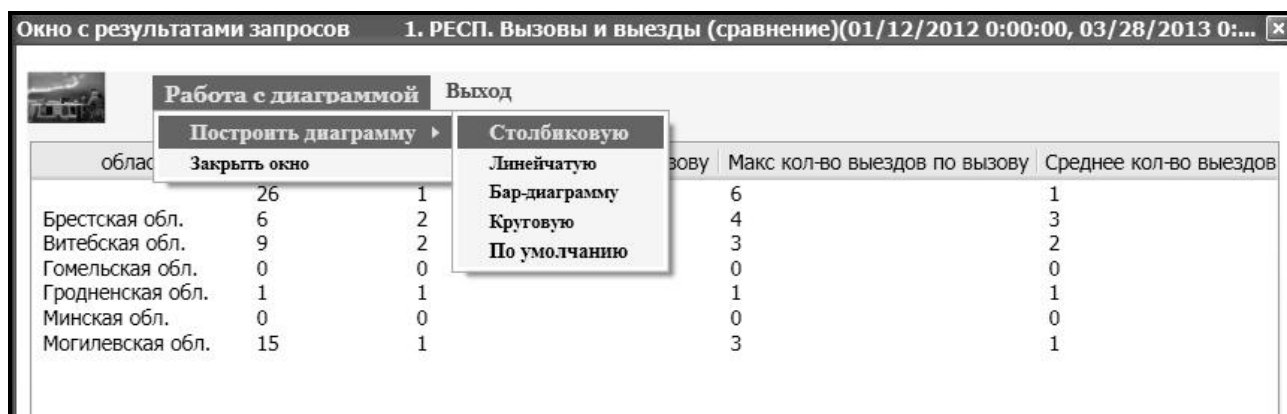 Окно с результатами запросов 1. РЕСП. Вызовы и выезды (сравнение)(01/12/2012 0:00:00, 03/28/2013 0:...
Работа с диаграммой Выход
Построить диаграмму Столбиковую
облас Закрыть окно Линейчатую зову Макс кол-во выездов по вызову Среднее кол-во выездов
26 1 Бар-диаграмму 6 1
Брестская обл. 6 2 Круговую 4 3
Витебская обл. 9 2 По умолчанию 3 2
Гомельская обл. 0 0 0 0
Гродненская обл. 1 1 1 1
Минская обл. 0 0 0 0
Могилевская обл. 15 1 3 1